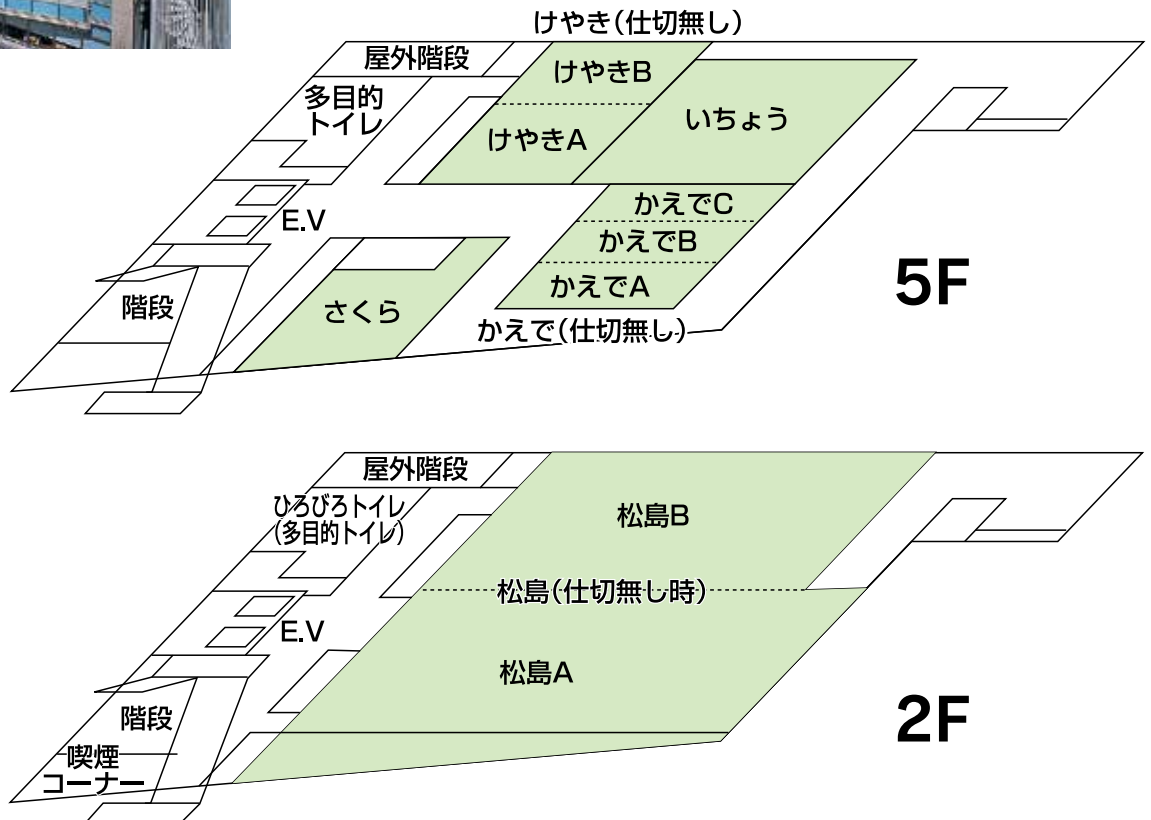 けやき(仕切無し)
屋外階段
けやきB
多目的
トイレ
いちょう
けやきA
かえでC
E.V
かえでB
5F
かえでA
階段
さくら
かえで(仕切無し)
屋外階段
ひろびろトイレ
(多目的トイレ)
松島B
松島(仕切無し時)
E.V
松島A
2F
階段
喫煙
コーナー